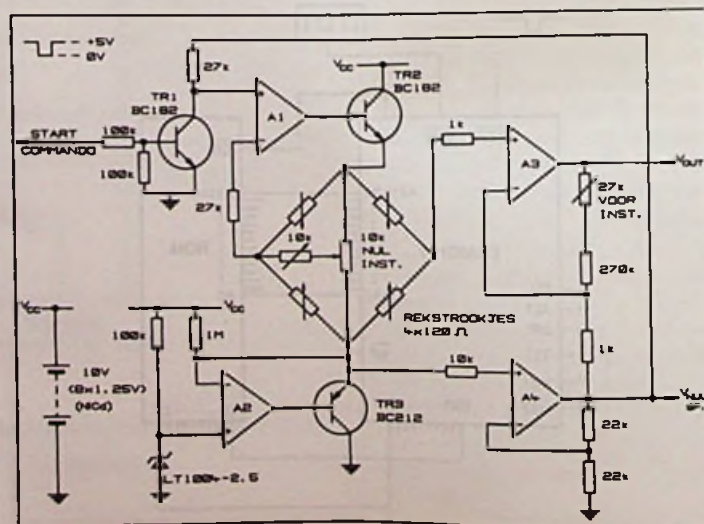 +5V
0V
27k
TR1
BC182
START
COMMANDO
100k
100k
A1
VCC
TR2
BC182
27k
10k
10k
NUL
INST.
1k
A3
VOUT
27k
VOOR
INST.
270k
1k
REKSTROOKJES
4x120 Ω
VCC
10V
(8x1.25V)
(NiCd)
VCC
100k
1M
A2
LT1004-2.5
TR3
BC212
10k
A4
VNUL
22k
22k